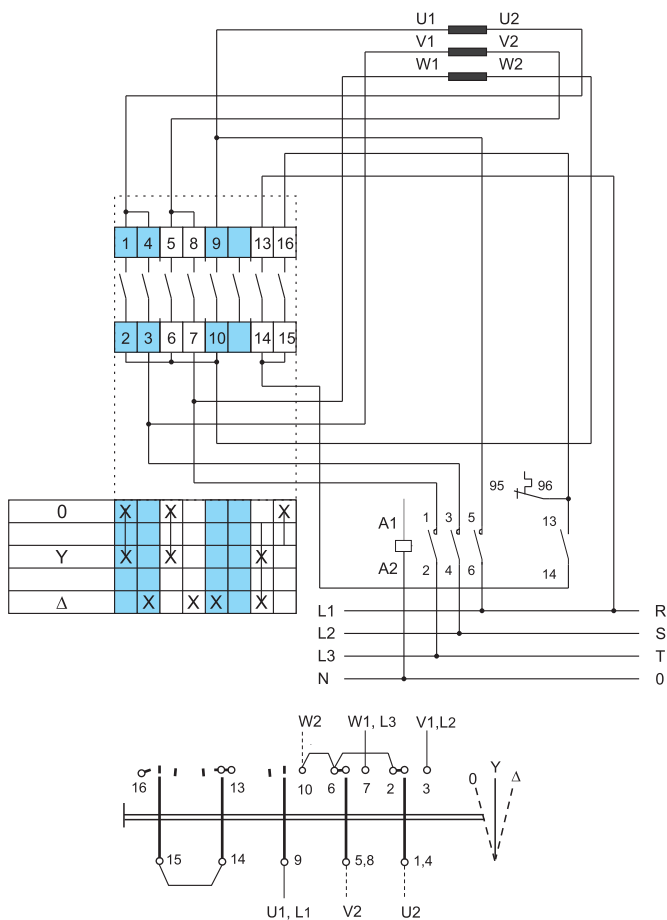 U1 U2
V1 V2
W1 W2
1 4 5 8 9 13 16
2 3 6 7 10 14 15
0 X X X
Y X X X
Δ X X X X
95 96
A1 1 3 5 13
A2 2 4 6 14
L1 R
L2 S
L3 T
N 0
W2 W1, L3 V1,L2
0 Y Δ
16 13 10 6 7 2 3
15 14 9 5,8 1,4
U1, L1 V2 U2